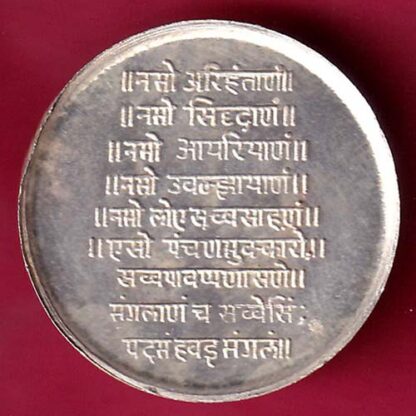 ॥नमो अरिहंताणं॥
॥नमो सिद्धाणं॥
॥नमो आयरियाणं॥
॥नमो उवज्झायाणं॥
॥नमो लोए सव्वसाहणं॥
॥एसो पंचणमुक्कारो॥
सव्वपावप्पणासणो॥
मंगलाणं च सव्वेसिं;
पढमं हवइ मंगलं॥